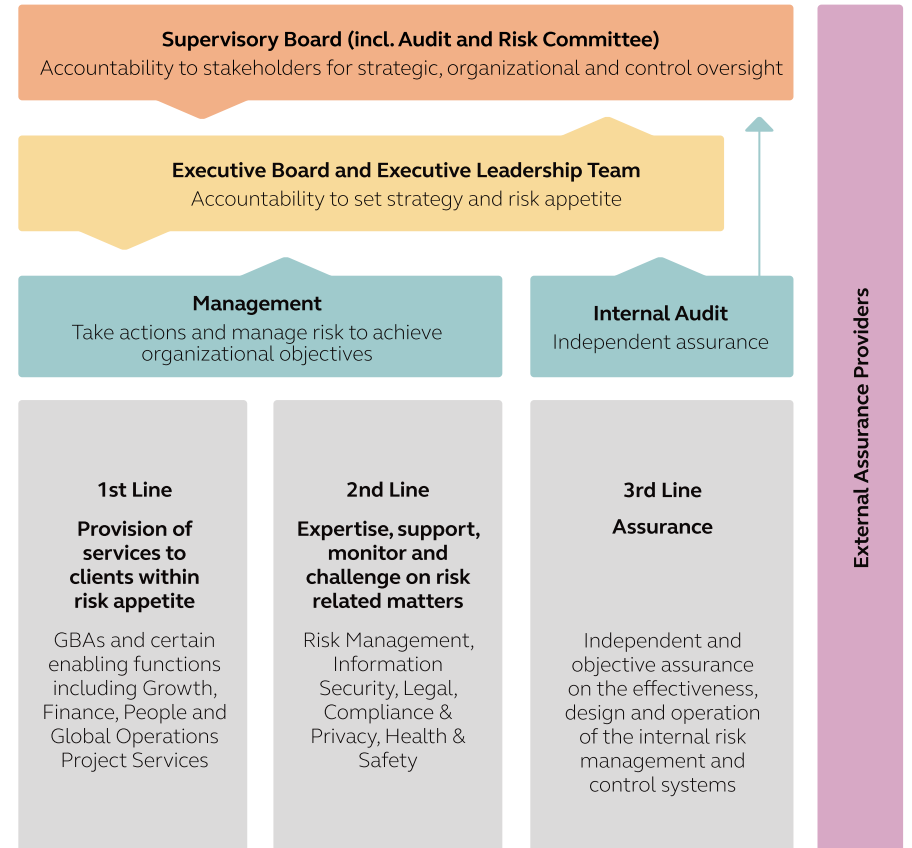 Supervisory Board (incl. Audit and Risk Committee)
Accountability to stakeholders for strategic, organizational and control oversight
Executive Board and Executive Leadership Team
Accountability to set strategy and risk appetite
Management
Take actions and manage risk to achieve
organizational objectives
Internal Audit
Independent assurance
1st Line
Provision of
services to
clients within
risk appetite
GBAs and certain
enabling functions
including Growth,
Finance, People and
Global Operations
Project Services
2nd Line
Expertise, support,
monitor and
challenge on risk
related matters
Risk Management,
Information
Security, Legal,
Compliance &
Privacy, Health &
Safety
3rd Line
Assurance
Independent and
objective assurance
on the effectiveness,
design and operation
of the internal risk
management and
control systems
External Assurance Providers